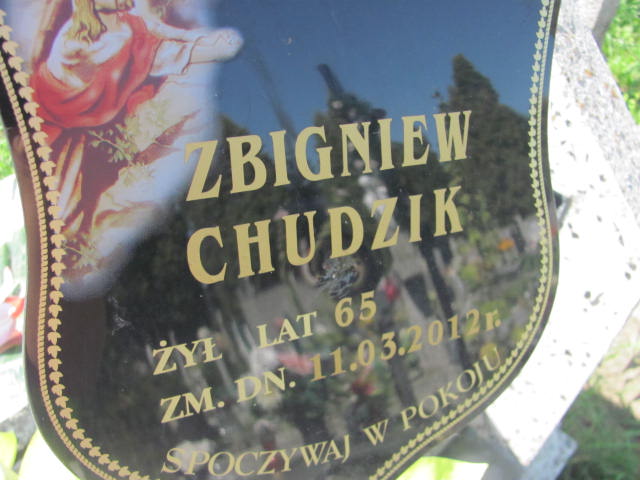 ZBIGNIEW
CHUDZIK
ŻYŁ LAT 65
ZM. DN. 11.03.2012r.
SPOCZYWAJ W POKOJU